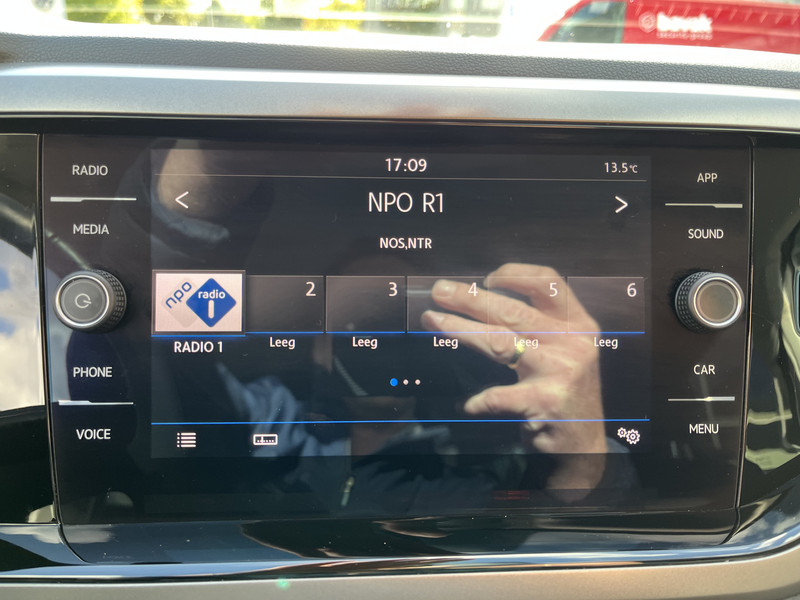 bavak
RADIO
MEDIA
PHONE
VOICE
17:09
13.5°C
<
NPO R1
>
NOS,NTR
npo
radio
1
2
3
4
5
6
RADIO 1
Leeg
Leeg
Leeg
Leeg
Leeg
APP
SOUND
CAR
MENU